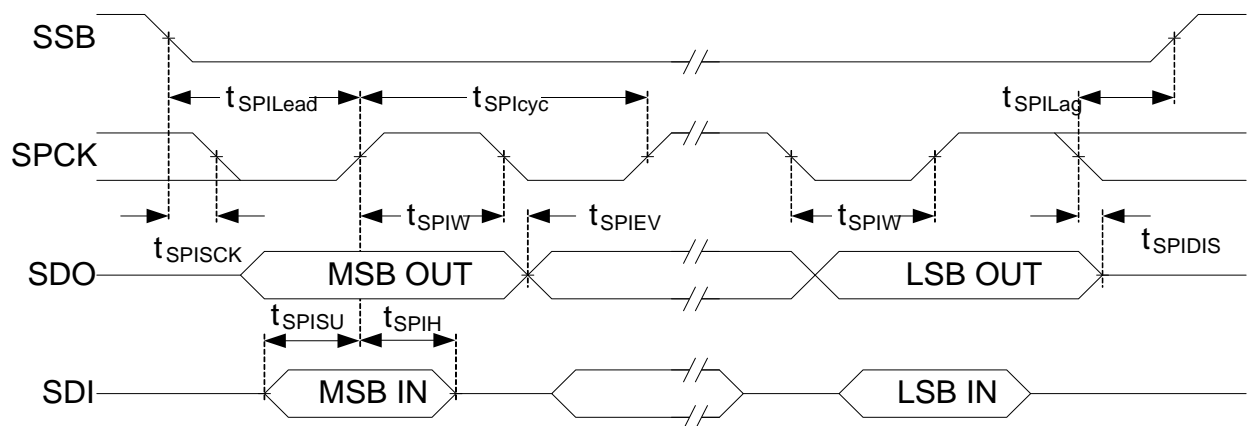 SSB
tSPILead
tSPIcyc
tSPILag
SPCK
tSPISCK
tSPIW
tSPIEV
tSPIW
tSPIDIS
SDO
MSB OUT
LSB OUT
tSPISU
tSPIH
SDI
MSB IN
LSB IN